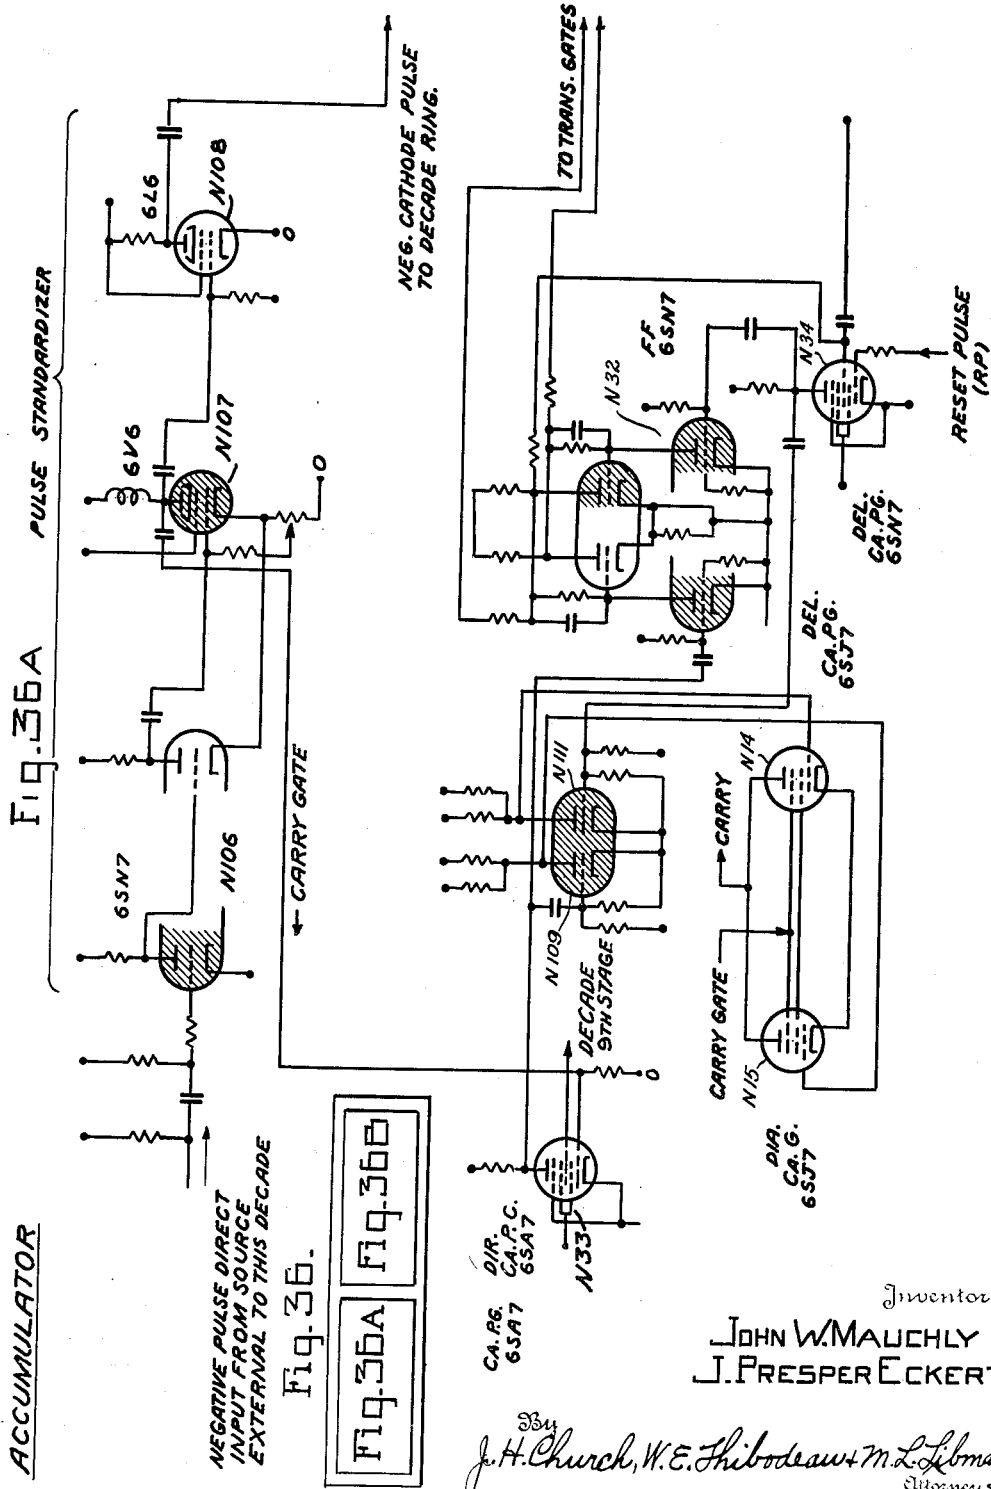 ACCUMULATOR
Fig. 36A
PULSE STANDARDIZER
6SN7
N106
6V6
N107
6L6
N108
O
O
NEG. CATHODE PULSE
TO DECADE RING.
NEGATIVE PULSE DIRECT
INPUT FROM SOURCE
EXTERNAL TO THIS DECADE
CARRY GATE
Fig. 36.
Fig. 36A
Fig. 36B
TO TRANS. GATES
FF
6SN7
N32
N34
RESET PULSE
(RP)
DEL.
CA. PG.
6SN7
DEL.
CA. PG.
6SJ7
N111
N109
DECADE
9TH STAGE
O
CA. PG.
6SA7
DIR.
CA. P. C.
6SA7
N33
N14
CARRY
CARRY GATE
N15
DIA.
CA. G.
6SJ7
Inventor
JOHN W. MAUCHLY
J. PRESPER ECKERT
By
J. H. Church, W. E. Thibodeau + M. L. Libma
Attorneys